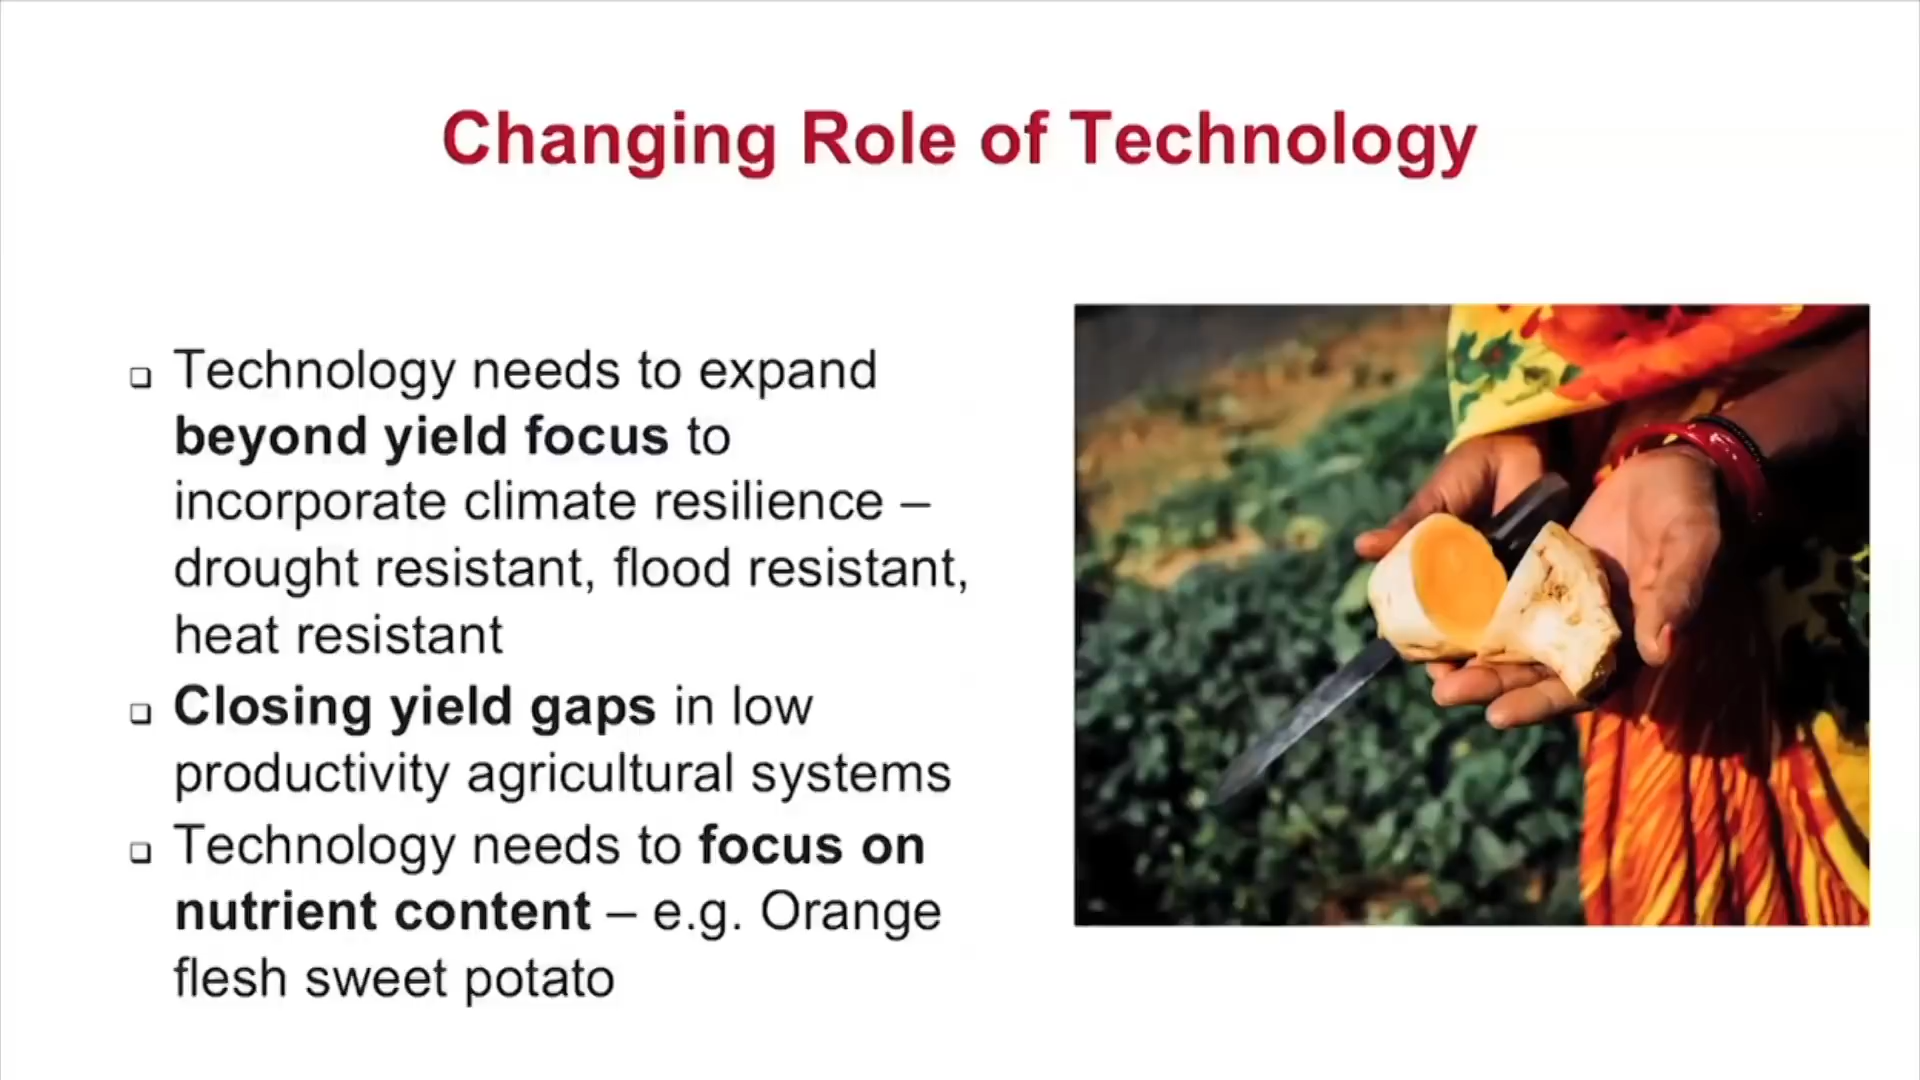 Changing Role of Technology
❑ Technology needs to expand
beyond yield focus to
incorporate climate resilience –
drought resistant, flood resistant,
heat resistant
❑ Closing yield gaps in low
productivity agricultural systems
❑ Technology needs to focus on
nutrient content – e.g. Orange
flesh sweet potato